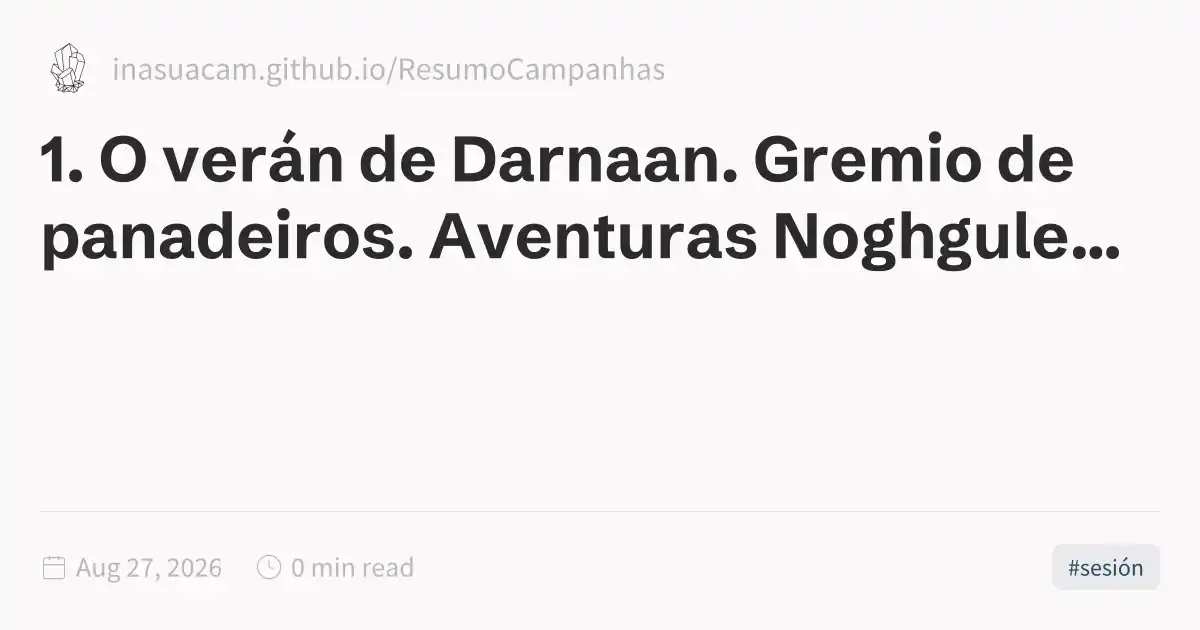 inasuacam.github.io/ResumoCampanhas
1. O verán de Darnaan. Gremio de
panadeiros. Aventuras Noghgule...
Aug 27, 2026 0 min read #sesión